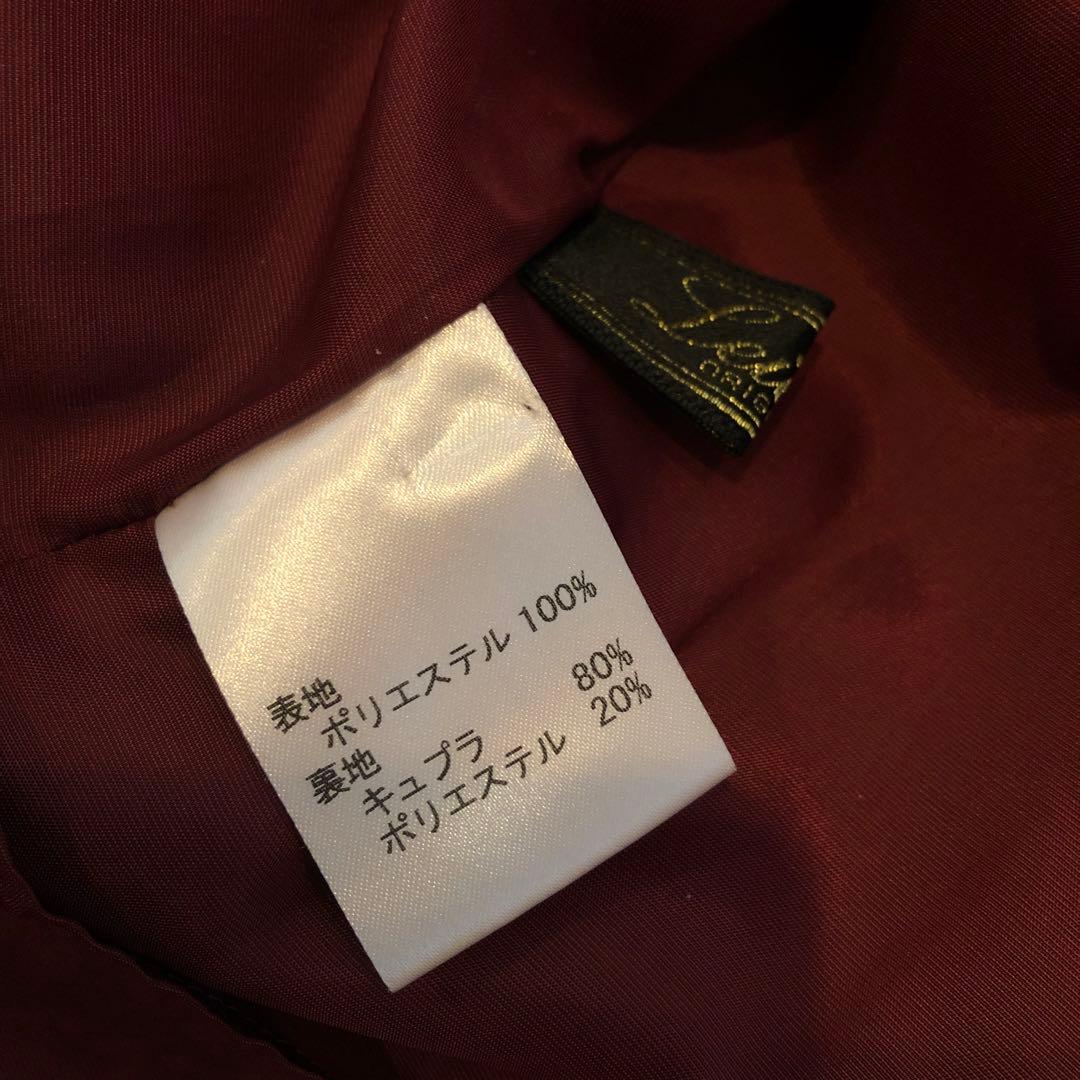 表地
ポリエステル 100%
裏地
キュプラ 80%
ポリエステル 20%